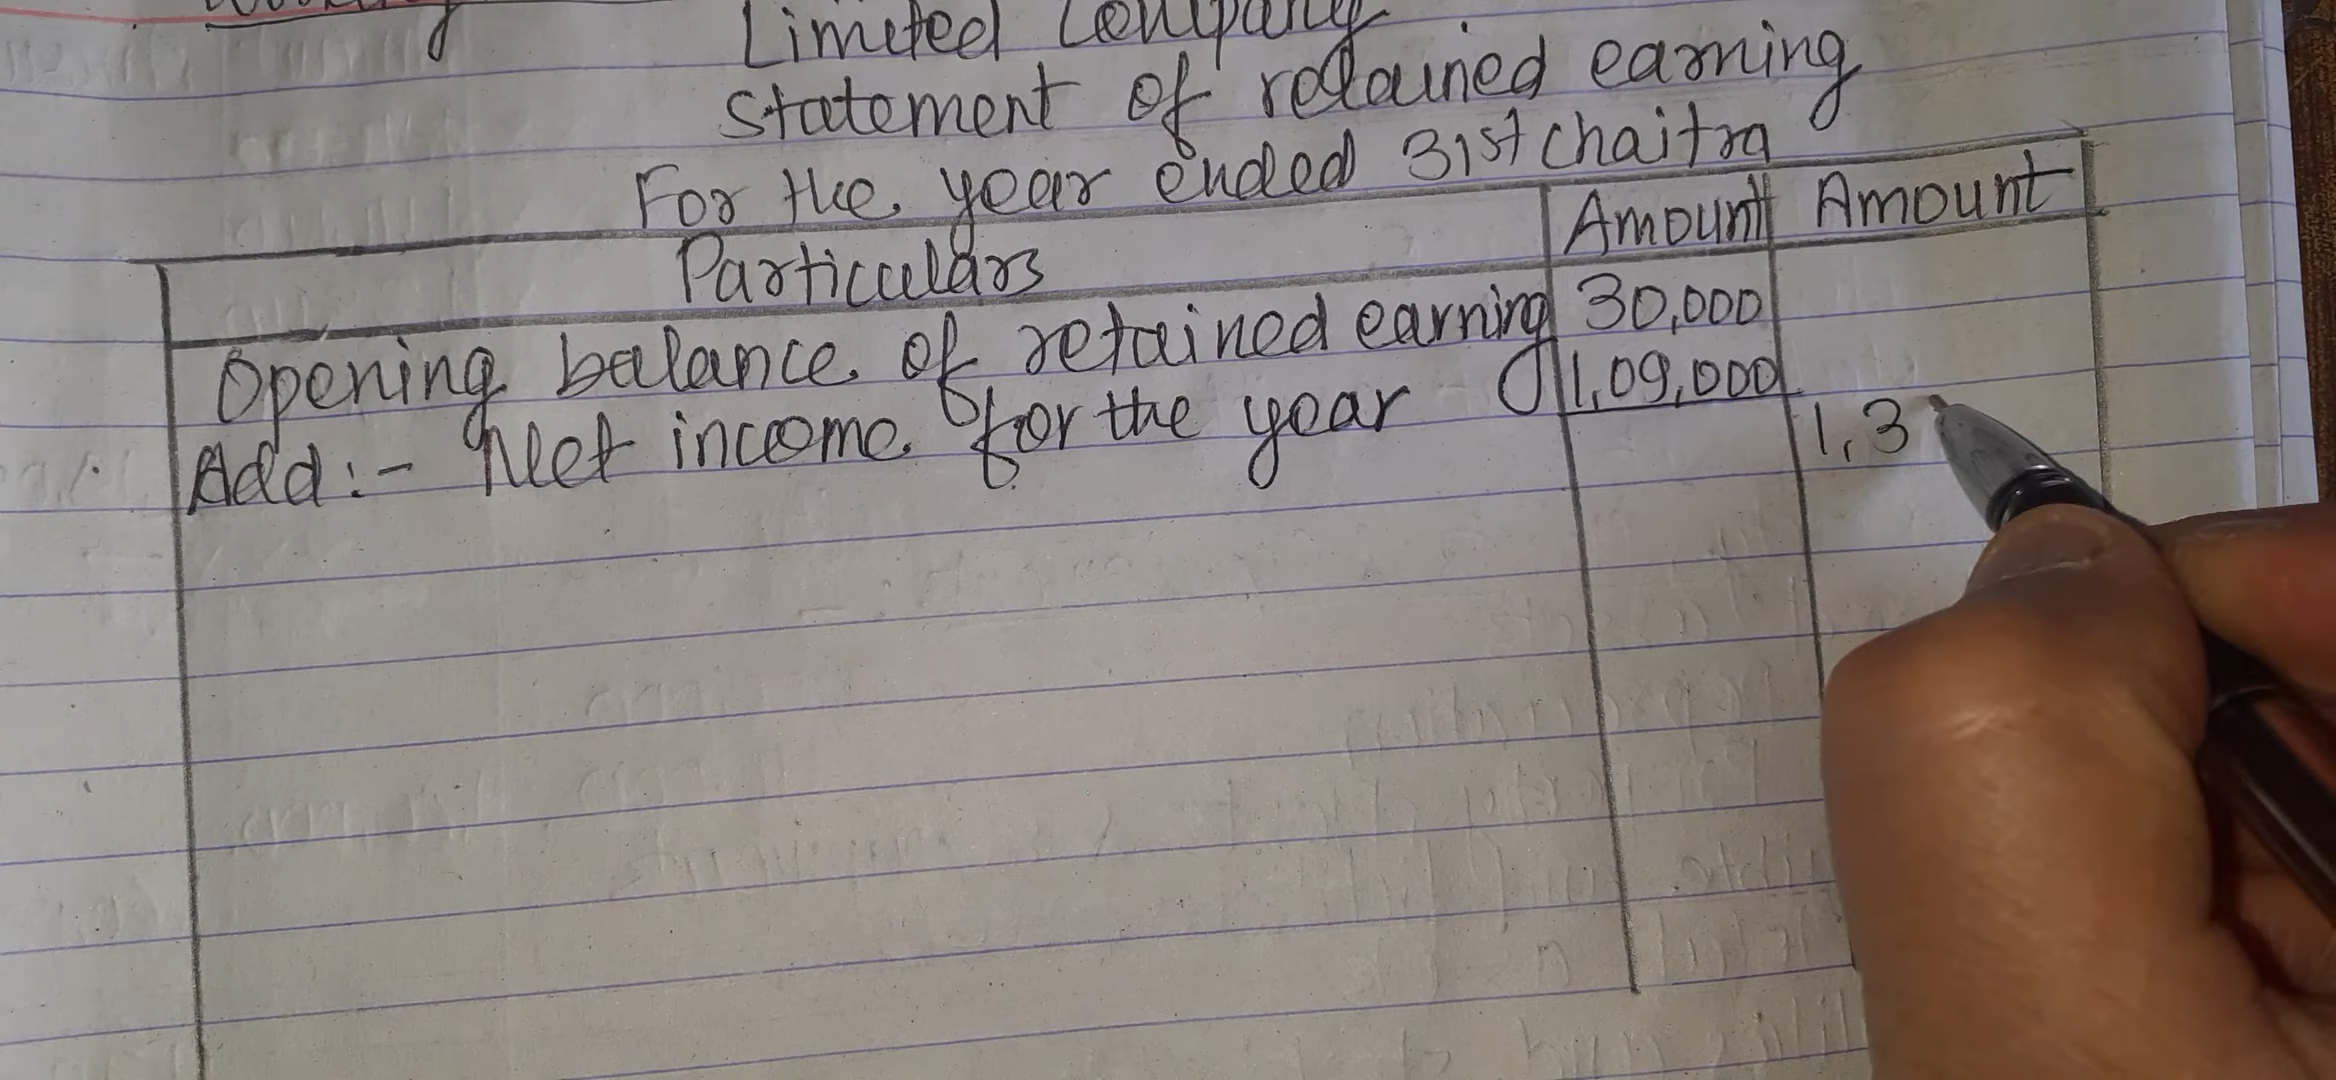 Limited Company
Statement of retained earning
For the year ended 31st chaitra
Particulars Amount Amount
Opening balance of retained earning 30,000
Add:- Net income for the year 1,09,000
1,3